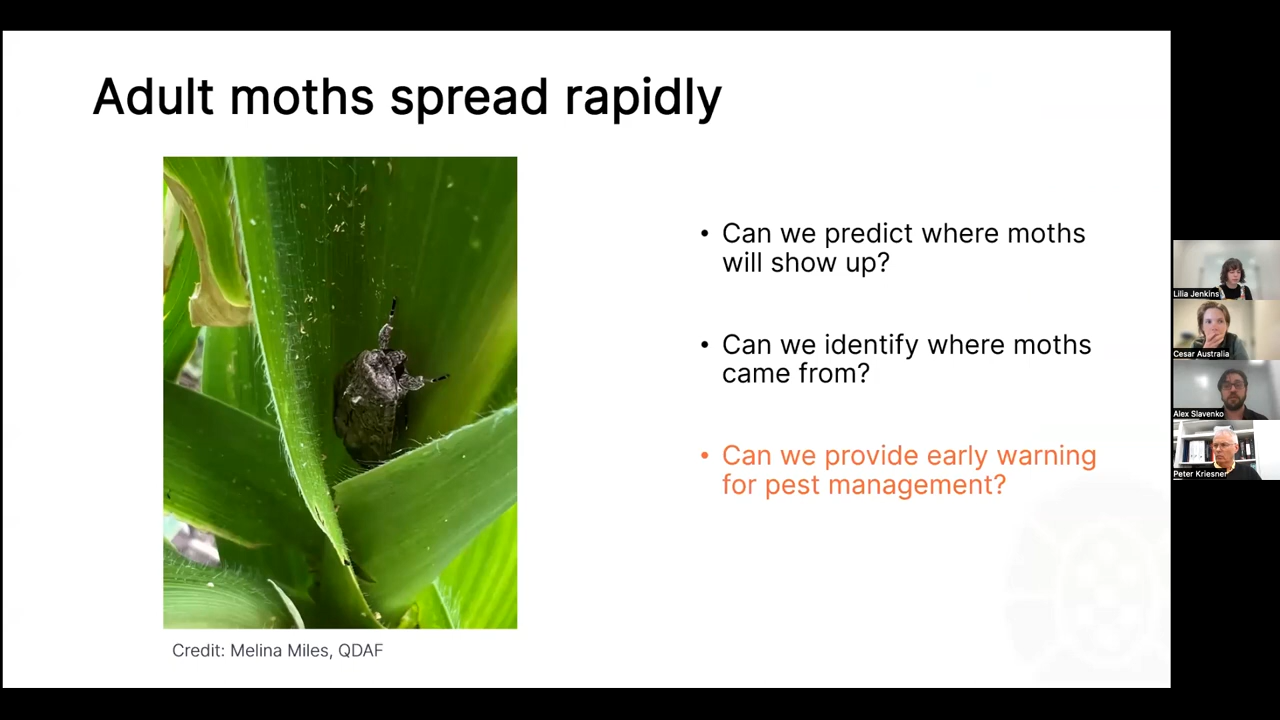 Adult moths spread rapidly
• Can we predict where moths
will show up?
• Can we identify where moths
came from?
• Can we provide early warning
for pest management?
Credit: Melina Miles, QDAF
Lilia Jenkins
Cesar Australia
Alex Slavenko
Peter Kriesner